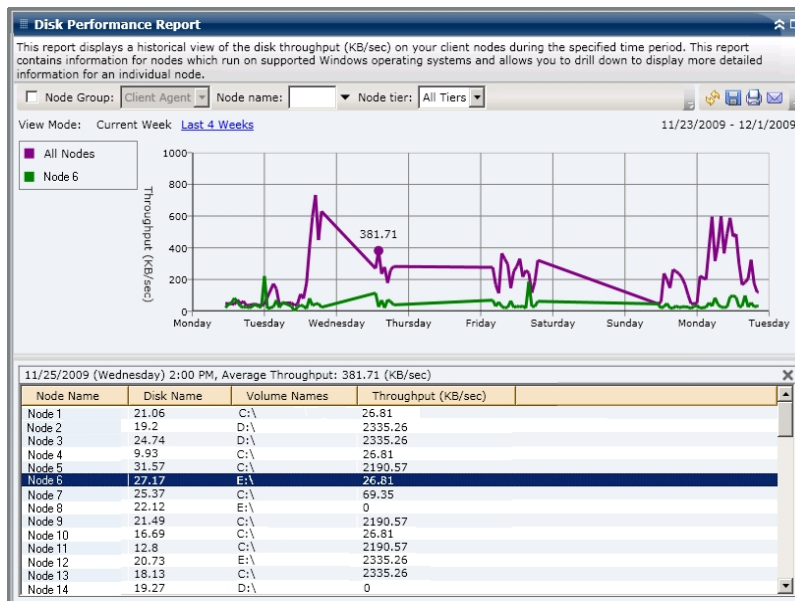 Disk Performance Report
This report displays a historical view of the disk throughput (KB/sec) on your client nodes during the specified time period. This report
contains information for nodes which run on supported Windows operating systems and allows you to drill down to display more detailed
information for an individual node.
Node Group: Client Agent Node name: Node tier: All Tiers
View Mode: Current Week Last 4 Weeks 11/23/2009 - 12/1/2009
All Nodes
Node 6
Throughput (KB/sec)
1000
800
600
400
200
0
381.71
Monday Tuesday Wednesday Thursday Friday Saturday Sunday Monday Tuesday
11/25/2009 (Wednesday) 2:00 PM, Average Throughput: 381.71 (KB/sec)
Node Name Disk Name Volume Names Throughput (KB/sec)
Node 1 21.06 C:\ 26.81
Node 2 19.2 D:\ 2335.26
Node 3 24.74 D:\ 2335.26
Node 4 9.93 C:\ 26.81
Node 5 31.57 C:\ 2190.57
Node 6 27.17 E:\ 26.81
Node 7 25.37 C:\ 69.35
Node 8 22.12 E:\ 0
Node 9 21.49 C:\ 2190.57
Node 10 16.69 C:\ 26.81
Node 11 12.8 C:\ 2190.57
Node 12 20.73 E:\ 2335.26
Node 13 18.13 C:\ 2335.26
Node 14 19.27 D:\ 0